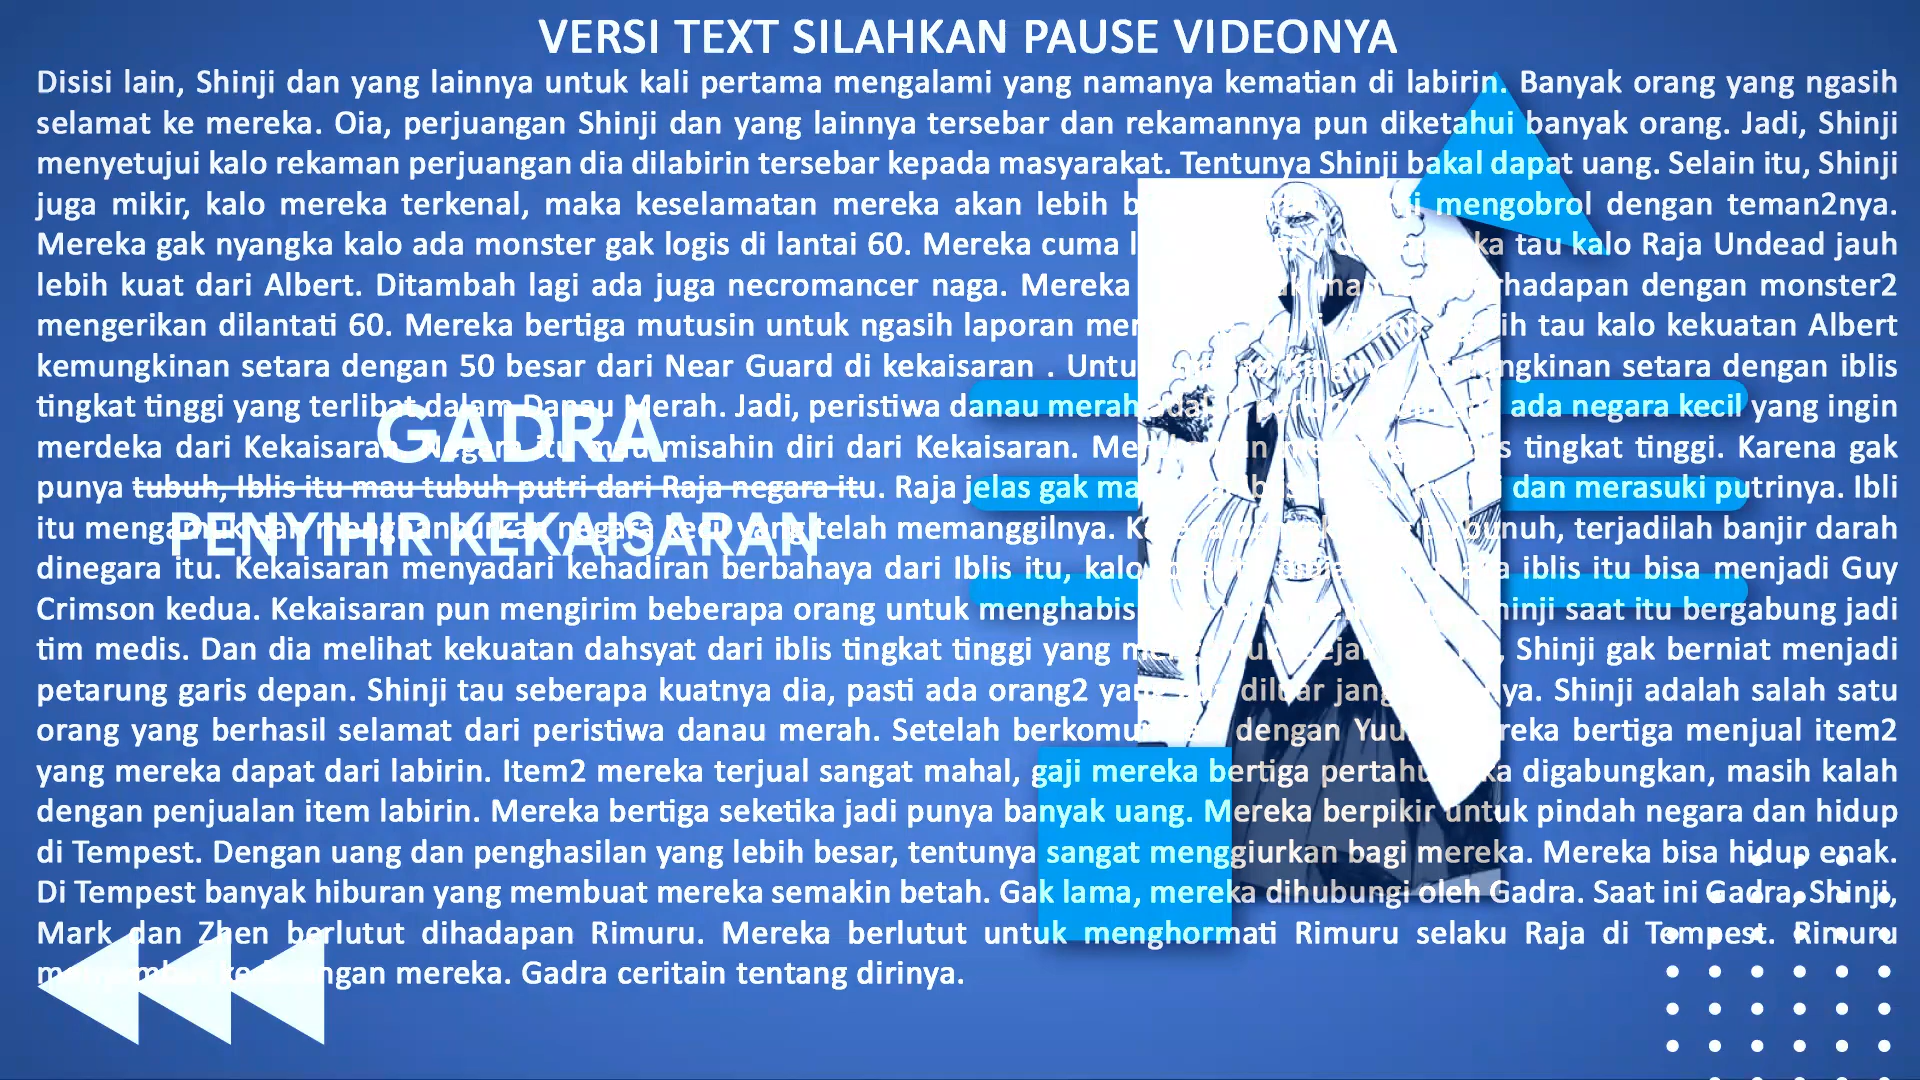 VERSI TEXT SILAHKAN PAUSE VIDEONYA
Disisi lain, Shinji dan yang lainnya untuk kali pertama mengalami yang namanya kematian di labirin. Banyak orang yang ngasih
selamat ke mereka. Oia, perjuangan Shinji dan yang lainnya tersebar dan rekamannya pun diketahui banyak orang. Jadi, Shinji
menyetujui kalo rekaman perjuangan dia dilabirin tersebar kepada masyarakat. Tentunya Shinji bakal dapat uang. Selain itu, Shinji
juga mikir, kalo mereka terkenal, maka keselamatan mereka akan lebih mengobrol dengan teman2nya.
Mereka gak nyangka kalo ada monster gak logis di lantai 60. Mereka cuma tau kalo Raja Undead jauh
lebih kuat dari Albert. Ditambah lagi ada juga necromancer naga. Mereka dengan monster2
mengerikan dilantati 60. Mereka bertiga mutusin untuk ngasih laporan tau kalo kekuatan Albert
kemungkinan setara dengan 50 besar dari Near Guard di kekaisaran . setara dengan iblis
tingkat tinggi yang terlibat dalam Danau Merah. Jadi, peristiwa danau merah ada negara kecil yang ingin
GADRA
merdeka dari Kekaisaran. Negara itu mau misahin diri dari Kekaisaran. tingkat tinggi. Karena gak
punya tubuh, Iblis itu mau tubuh putri dari Raja negara itu. Raja jelas gak dan merasuki putrinya. Ibli
itu mengamuk dan menghancurkan negara kecil yang telah memanggilnya. terjadilah banjir darah
PENYIHIR KEKAISARAN
dinegara itu. Kekaisaran menyadari kehadiran berbahaya dari Iblis itu, kalo iblis itu bisa menjadi Guy
Crimson kedua. Kekaisaran pun mengirim beberapa orang untuk Shinji saat itu bergabung jadi
tim medis. Dan dia melihat kekuatan dahsyat dari iblis tingkat tinggi yang Shinji gak berniat menjadi
petarung garis depan. Shinji tau seberapa kuatnya dia, pasti ada orang2 diluar Shinji adalah salah satu
orang yang berhasil selamat dari peristiwa danau merah. Setelah dengan mereka bertiga menjual item2
yang mereka dapat dari labirin. Item2 mereka terjual sangat mahal, gaji mereka bertiga digabungkan, masih kalah
dengan penjualan item labirin. Mereka bertiga seketika jadi punya banyak uang. Mereka berpikir untuk pindah negara dan hidup
di Tempest. Dengan uang dan penghasilan yang lebih besar, tentunya sangat menggiurkan bagi mereka. Mereka bisa hidup enak.
Di Tempest banyak hiburan yang membuat mereka semakin betah. Gak lama, mereka dihubungi oleh Gadra. Saat ini Gadra, Shinji,
Mark dan Zhen berlutut dihadapan Rimuru. Mereka berlutut untuk menghormati Rimuru selaku Raja di Tempest. Rimuru
mereka. Gadra ceritain tentang dirinya.